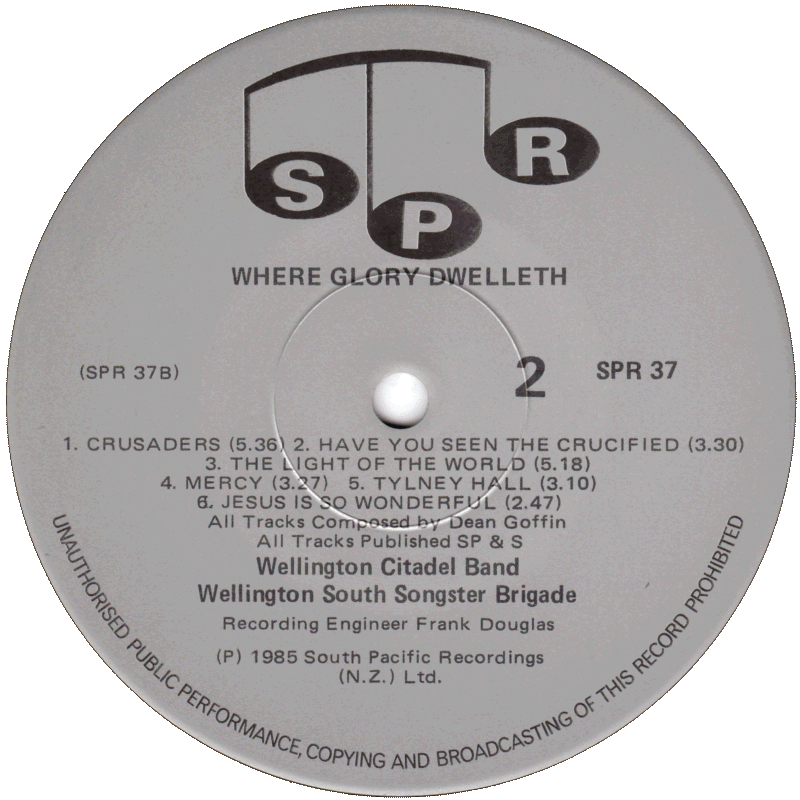 S P R
WHERE GLORY DWELLETH
(SPR 37B) 2 SPR 37
1. CRUSADERS (5.36) 2. HAVE YOU SEEN THE CRUCIFIED (3.30)
3. THE LIGHT OF THE WORLD (5.18)
4. MERCY (3.27) 5. TYLNEY HALL (3.10)
6. JESUS IS SO WONDERFUL (2.47)
All Tracks Composed by Dean Goffin
All Tracks Published SP & S
Wellington Citadel Band
Wellington South Songster Brigade
Recording Engineer Frank Douglas
(P) 1985 South Pacific Recordings
(N.Z.) Ltd.
UNAUTHORISED PUBLIC PERFORMANCE, COPYING AND BROADCASTING OF THIS RECORD PROHIBITED